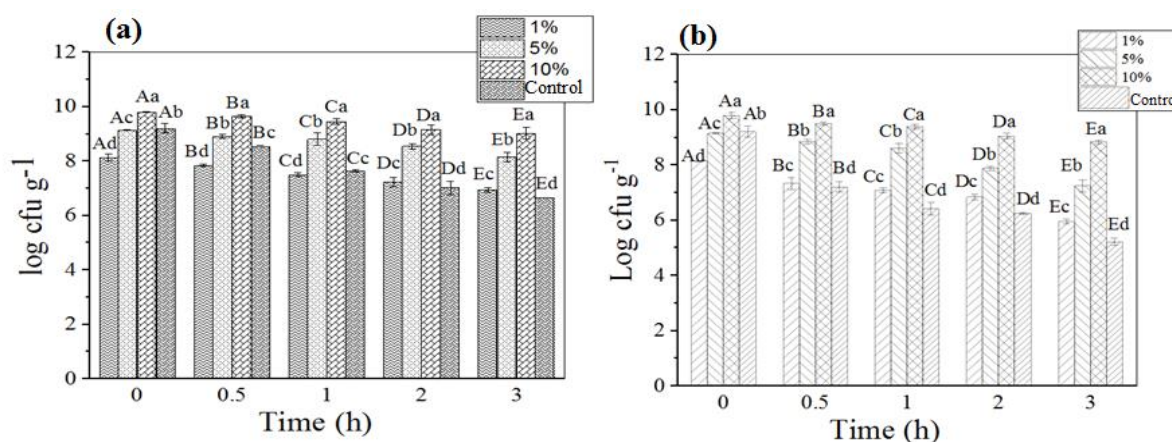 (a)
1%
5%
10%
Control
12
10
8
6
4
2
0
log cfu g-1
Ad Ac Aa Ab
Bd Bb Ba Bc
Cd Cb Ca Cc
Dc Db Da Dd
Ec Eb Ea Ed
0 0.5 1 2 3
Time (h)
(b)
1%
5%
10%
Control
12
10
8
6
4
2
0
Log cfu g-1
Ad Ac Aa Ab
Bc Bb Ba Bd
Cc Cb Ca Cd
Dc Db Da Dd
Ec Eb Ea Ed
0 0.5 1 2 3
Time (h)